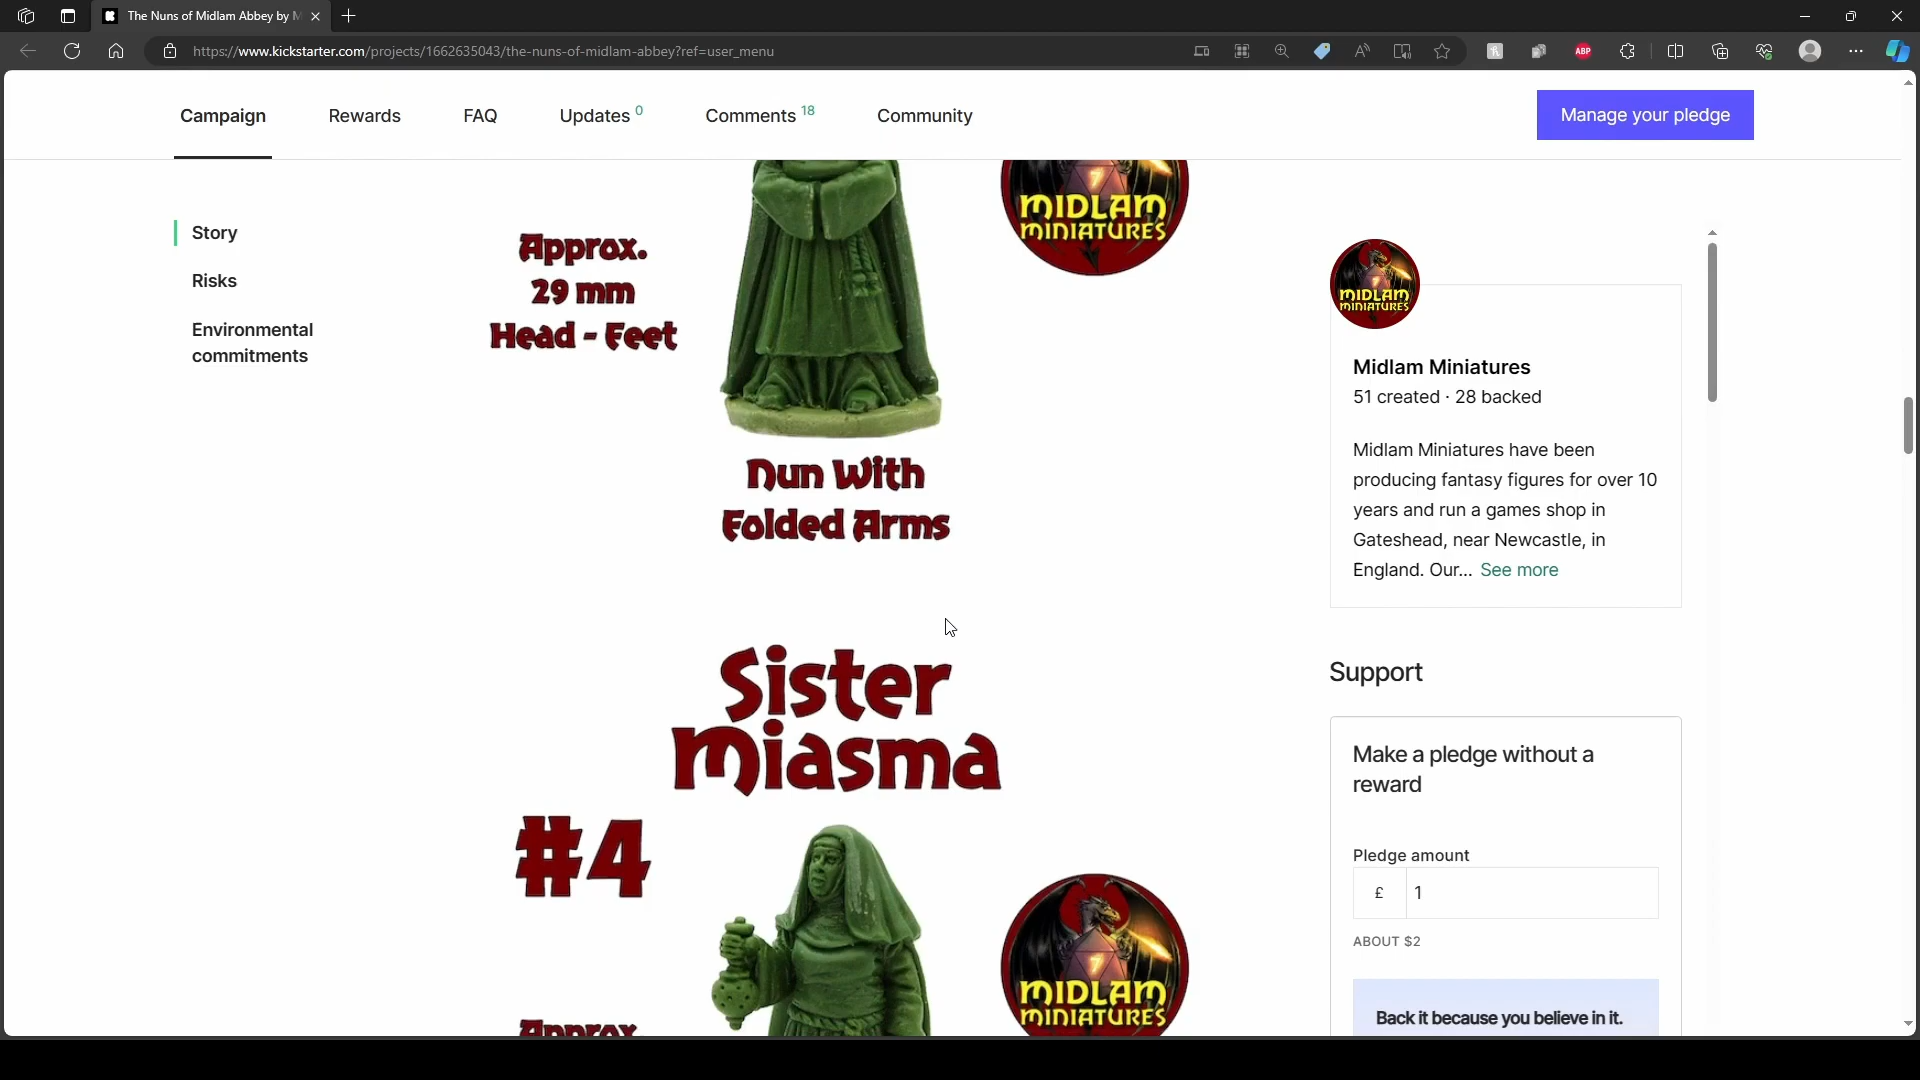 The Nuns of Midlam Abbey by M
https://www.kickstarter.com/projects/1662635043/the-nuns-of-midlam-abbey?ref=user_menu
ABP
Campaign
Rewards
FAQ
Updates 0
Comments 18
Community
Manage your pledge
Story
Risks
Environmental
commitments
Approx.
29 mm
Head - Feet
7
MIDLAM
MINIATURES
Nun With
Folded Arms
Sister
Miasma
#4
Approx.
7
MIDLAM
MINIATURES
MIDLAM
MINIATURES
Midlam Miniatures
51 created · 28 backed
Midlam Miniatures have been
producing fantasy figures for over 10
years and run a games shop in
Gateshead, near Newcastle, in
England. Our... See more
Support
Make a pledge without a
reward
Pledge amount
£ 1
ABOUT $2
Back it because you believe in it.